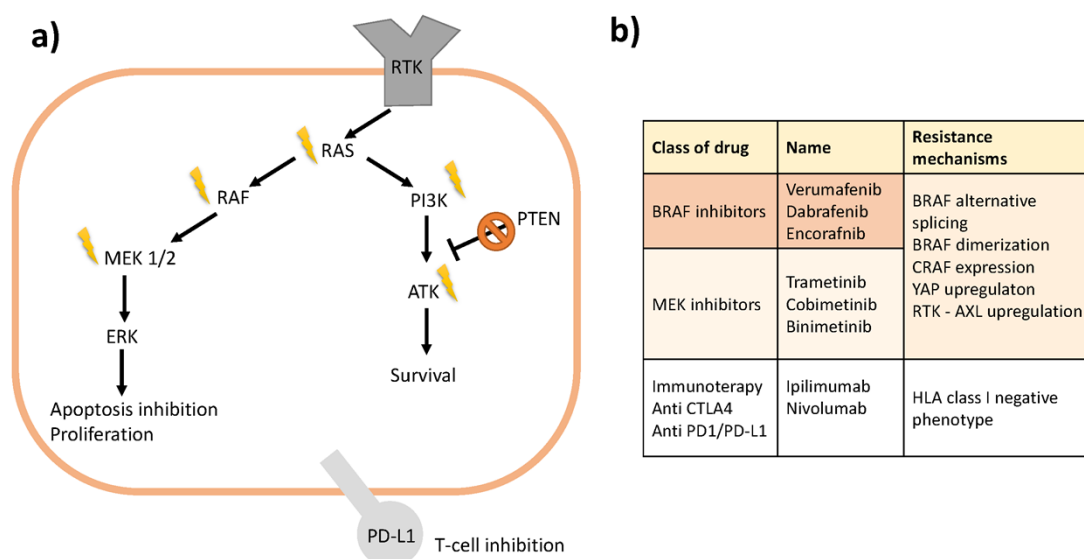 a)
RTK
RAS
RAF
PI3K
PTEN
MEK 1/2
ATK
ERK
Survival
Apoptosis inhibition
Proliferation
PD-L1
T-cell inhibition
b)
Class of drug
Name
Resistance
mechanisms
BRAF inhibitors
Verumafenib
Dabrafenib
Encorafnib
BRAF alternative
splicing
BRAF dimerization
CRAF expression
YAP upregulaton
RTK - AXL upregulation
MEK inhibitors
Trametinib
Cobimetinib
Binimetinib
Immunoterapy
Anti CTLA4
Anti PD1/PD-L1
Ipilimumab
Nivolumab
HLA class I negative
phenotype